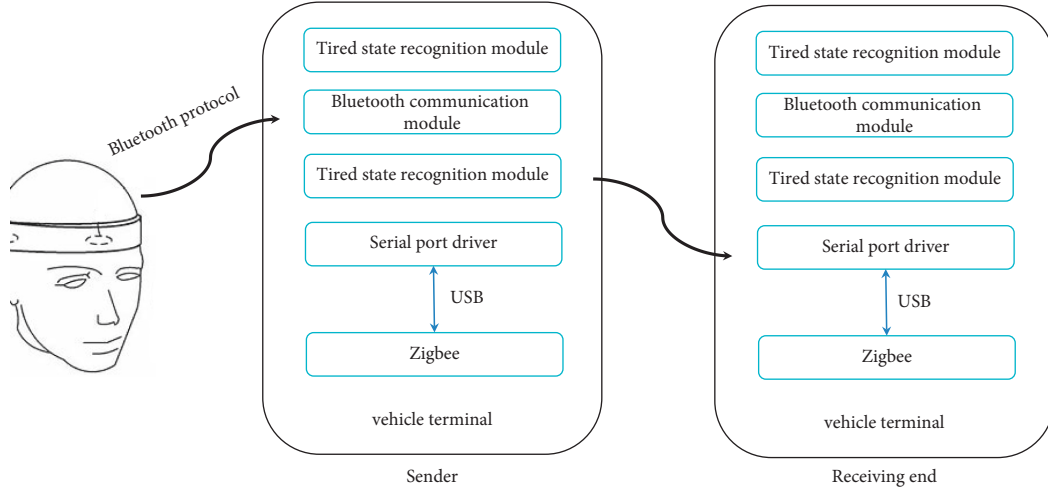 Bluetooth protocol
Tired state recognition module
Bluetooth communication
module
Tired state recognition module
Serial port driver
USB
Zigbee
vehicle terminal
Sender
Tired state recognition module
Bluetooth communication
module
Tired state recognition module
Serial port driver
USB
Zigbee
vehicle terminal
Receiving end